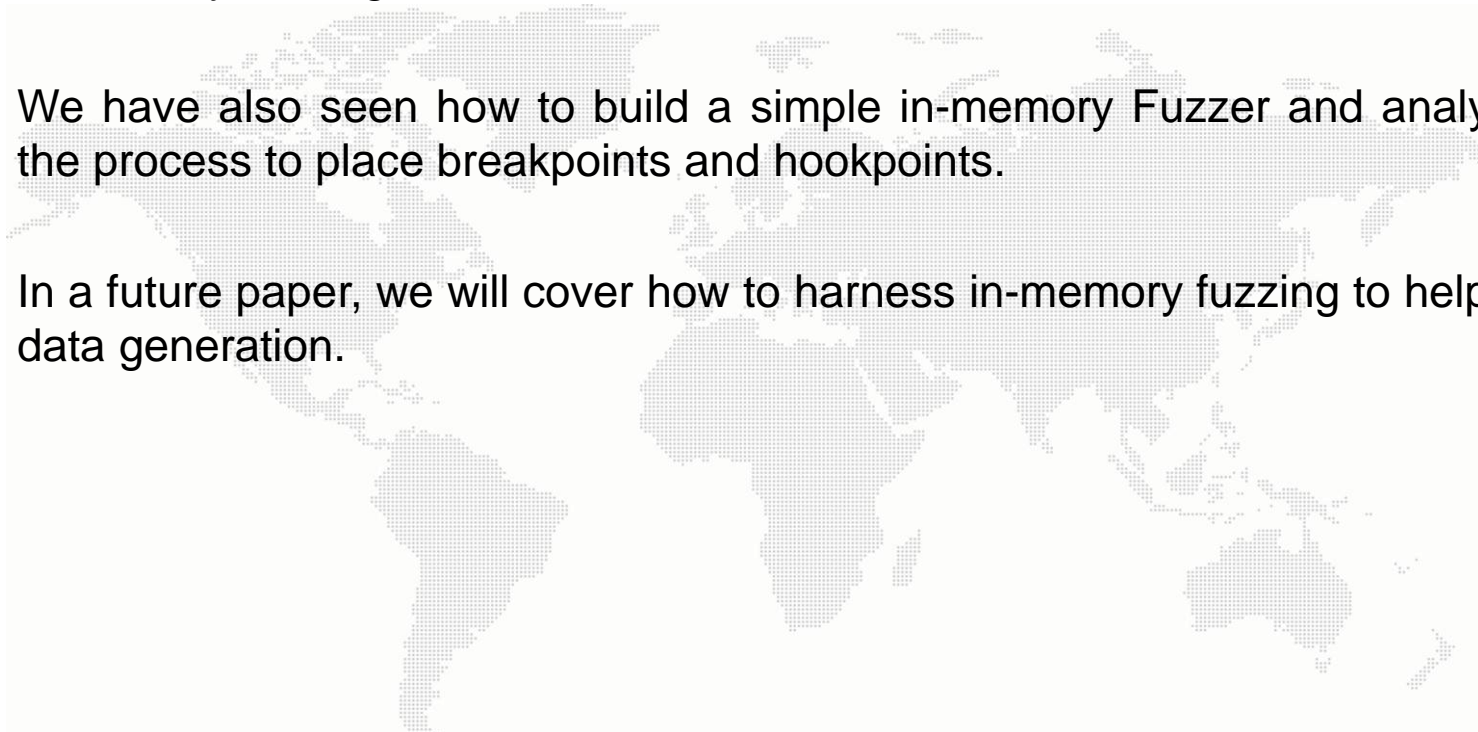 We have also seen how to build a simple in-memory Fuzzer and
the process to place breakpoints and hookpoints.
In a future paper, we will cover how to harness in-memory fuzzing to help
data generation.